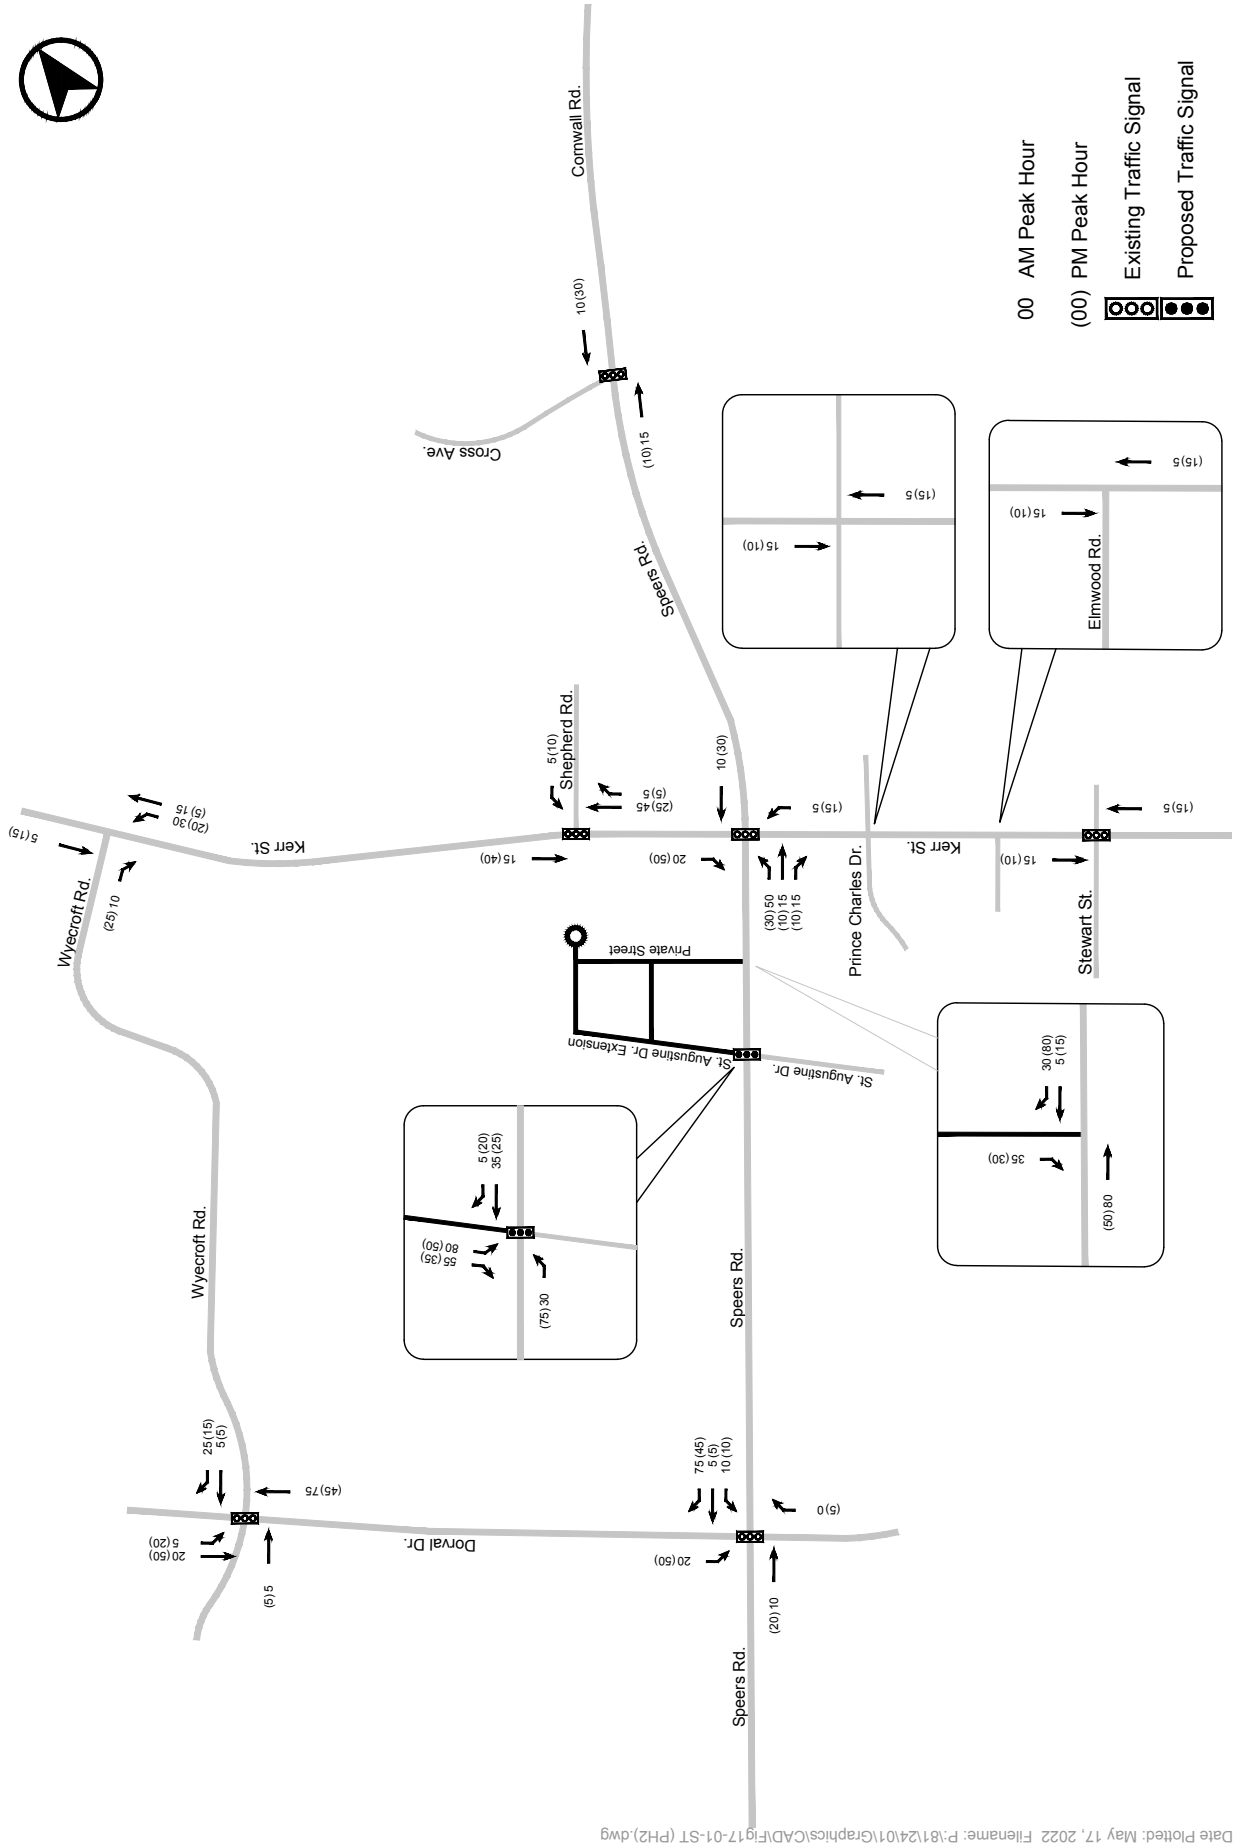 Cornwall Rd.
00 AM Peak Hour
(00) PM Peak Hour
Existing Traffic Signal
Proposed Traffic Signal
10 (30)
Cross Ave.
(10) 15
Speers Rd.
15 (10)
(15) 5
15 (10)
(15) 5
Elmwood Rd.
5 (10)
Shepherd Rd.
10 (30)
5 (15)
(5) 15
(20) 30
Kerr St.
(5) 5
(25) 45
15 (40)
20 (50)
(15) 5
(30) 50
(10) 15
(10) 15
Kerr St.
(15) 5
15 (10)
Prince Charles Dr.
Stewart St.
Wyecroft Rd.
(25) 10
Private Street
St. Augustine Dr. Extension
St. Augustine Dr.
30 (80)
5 (15)
35 (30)
(50) 80
5 (20)
35 (25)
80 (50)
55 (35)
(75) 30
Wyecroft Rd.
Speers Rd.
25 (15)
5 (5)
(45) 75
5 (20)
20 (50)
(5) 5
Dorval Dr.
75 (45)
5 (5)
10 (10)
(5) 0
20 (50)
(20) 10
Speers Rd.
Date Plotted: May 17, 2022 Filename: P:\81\24\01\Graphics\CAD\Fig17-01-ST (PH2).dwg